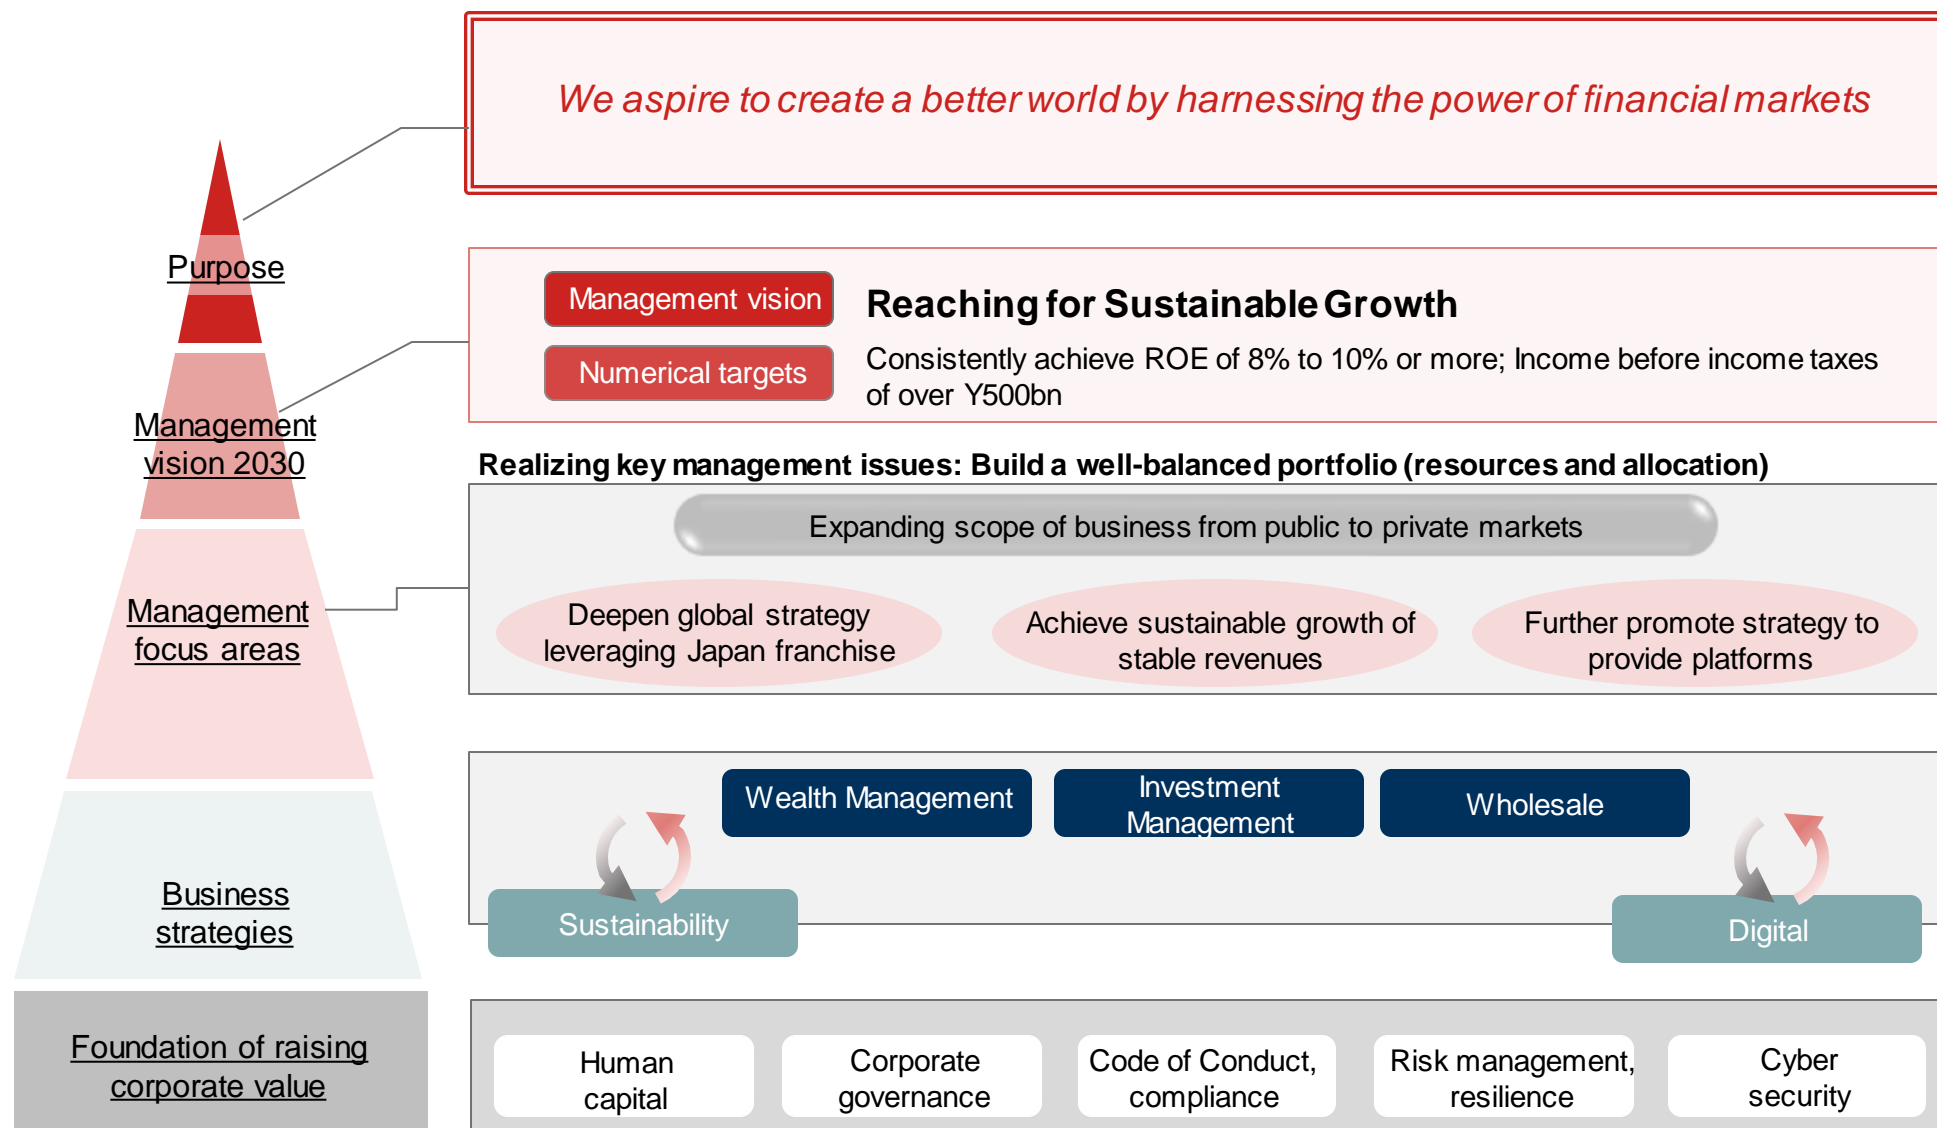 We aspire to create a better world by harnessing the power of financial markets
Purpose
Management vision
Reaching for Sustainable Growth
Numerical targets
Consistently achieve ROE of 8% to 10% or more; Income before income taxes
of over Y500bn
Management
vision 2030
Realizing key management issues: Build a well-balanced portfolio (resources and allocation)
Expanding scope of business from public to private markets
Management
focus areas
Deepen global strategy
leveraging Japan franchise
Achieve sustainable growth of
stable revenues
Further promote strategy to
provide platforms
Business
strategies
Wealth Management
Investment
Management
Wholesale
Sustainability
Digital
Foundation of raising
corporate value
Human
capital
Corporate
governance
Code of Conduct,
compliance
Risk management,
resilience
Cyber
security